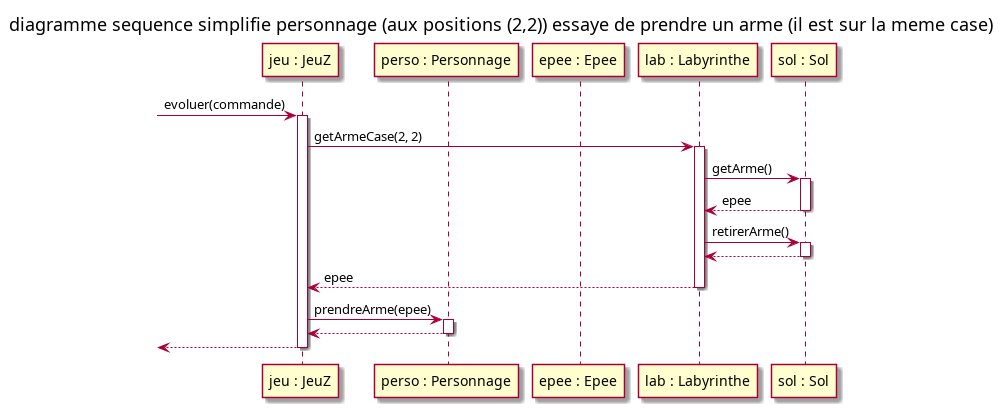 diagramme sequence simplifie personnage (aux positions (2,2)) essaye de prendre un arme (il est sur la meme case)
jeu : JeuZ
perso : Personnage
epee : Epee
lab : Labyrinthe
sol : Sol
evoluer(commande)
getArmeCase(2, 2)
getArme()
epee
retirerArme()
epee
prendreArme(epee)
jeu : JeuZ
perso : Personnage
epee : Epee
lab : Labyrinthe
sol : Sol